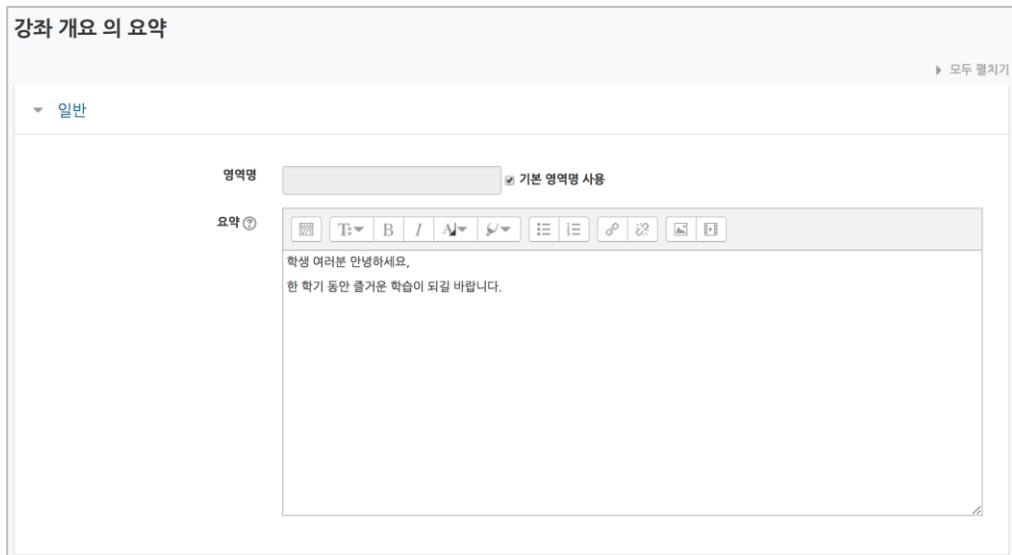 강좌 개요 의 요약
모두 펼치기
일반
영역명
기본 영역명 사용
요약
학생 여러분 안녕하세요,
한 학기 동안 즐거운 학습이 되길 바랍니다.